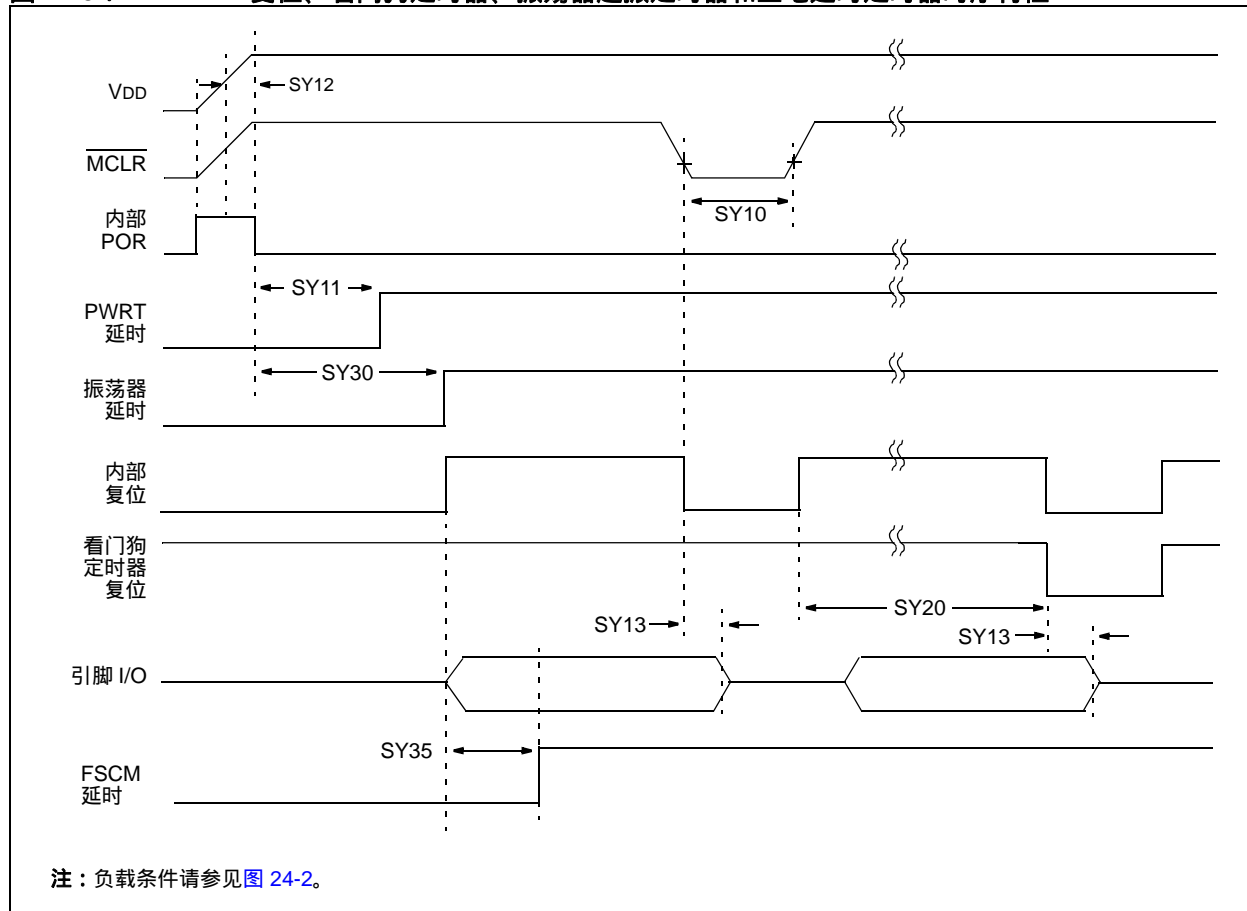 VDD
SY12
MCLR
SY10
内部
POR
SY11
PWRT
延时
SY30
振荡器
延时
内部
复位
看门狗
定时器
复位
SY20
SY13
SY13
引脚 I/O
SY35
FSCM
延时
注：负载条件请参见图 24-2。